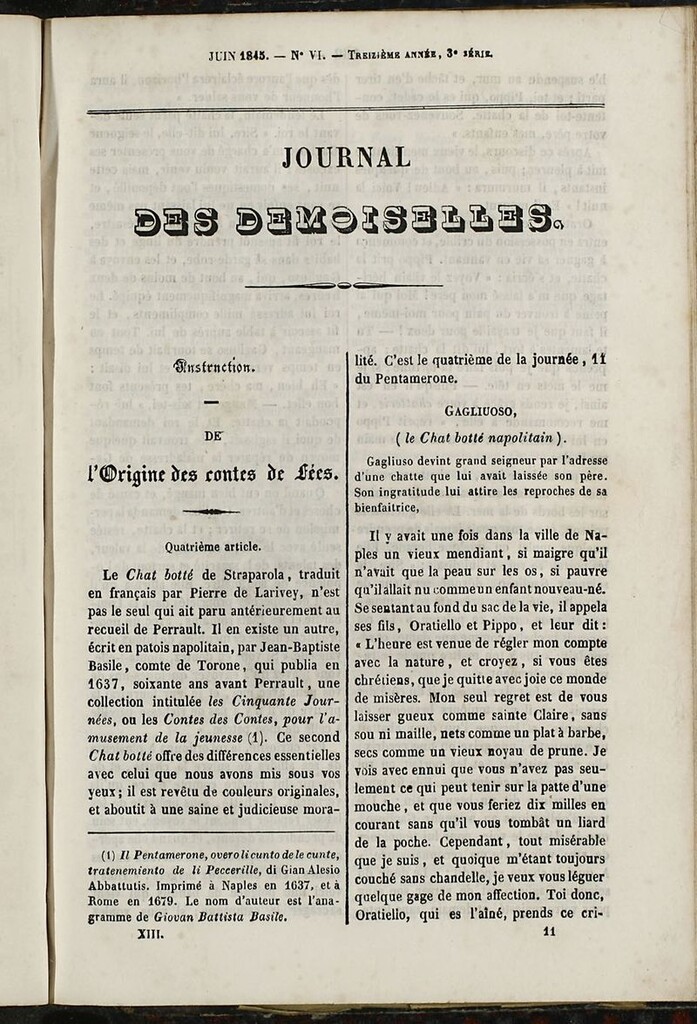 JUIN 1845. — N° VI. — TREIZIÈME ANNÉE, 3e SÉRIE.
JOURNAL
DES DEMOISELLES.
Instruction.
DE
l'Origine des contes de Fées.
Quatrième article.
Le Chat botté de Straparola, traduit
en français par Pierre de Larivey, n'est
pas le seul qui ait paru antérieurement au
recueil de Perrault. Il en existe un autre,
écrit en patois napolitain, par Jean-Baptiste
Basile, comte de Torone, qui publia en
1637, soixante ans avant Perrault, une
collection intitulée les Cinquante Jour-
nées, ou les Contes des Contes, pour l'a-
musement de la jeunesse (1). Ce second
Chat botté offre des différences essentielles
avec celui que nous avons mis sous vos
yeux; il est revêtu de couleurs originales,
et aboutit à une saine et judicieuse mora-
(1) Il Pentamerone, overo li cunto de le cunte,
tratenemiento de li Peccerille, di Gian Alesio
Abbattutis. Imprimé à Naples en 1637, et à
Rome en 1679. Le nom d'auteur est l'ana-
gramme de Giovan Battista Basile.
XIII.
lité. C'est le quatrième de la journée, 11
du Pentamerone.
GAGLIUOSO,
( le Chat botté napolitain ).
Gagliuso devint grand seigneur par l'adresse
d'une chatte que lui avait laissée son père.
Son ingratitude lui attire les reproches de sa
bienfaitrice,
Il y avait une fois dans la ville de Na-
ples un vieux mendiant, si maigre qu'il
n'avait que la peau sur les os, si pauvre
qu'il allait nu comme un enfant nouveau-né.
Se sentant au fond du sac de la vie, il appela
ses fils, Oratiello et Pippo, et leur dit :
« L'heure est venue de régler mon compte
avec la nature, et croyez, si vous êtes
chrétiens, que je quitte avec joie ce monde
de misères. Mon seul regret est de vous
laisser gueux comme sainte Claire, sans
sou ni maille, nets comme un plat à barbe,
secs comme un vieux noyau de prune. Je
vois avec ennui que vous n'avez pas seu-
lement ce qui peut tenir sur la patte d'une
mouche, et que vous feriez dix milles en
courant sans qu'il vous tombât un liard
de la poche. Cependant, tout misérable
que je suis, et quoique m'étant toujours
couché sans chandelle, je veux vous léguer
quelque gage de mon affection. Toi donc,
Oratiello, qui es l'aîné, prends ce cri-
11